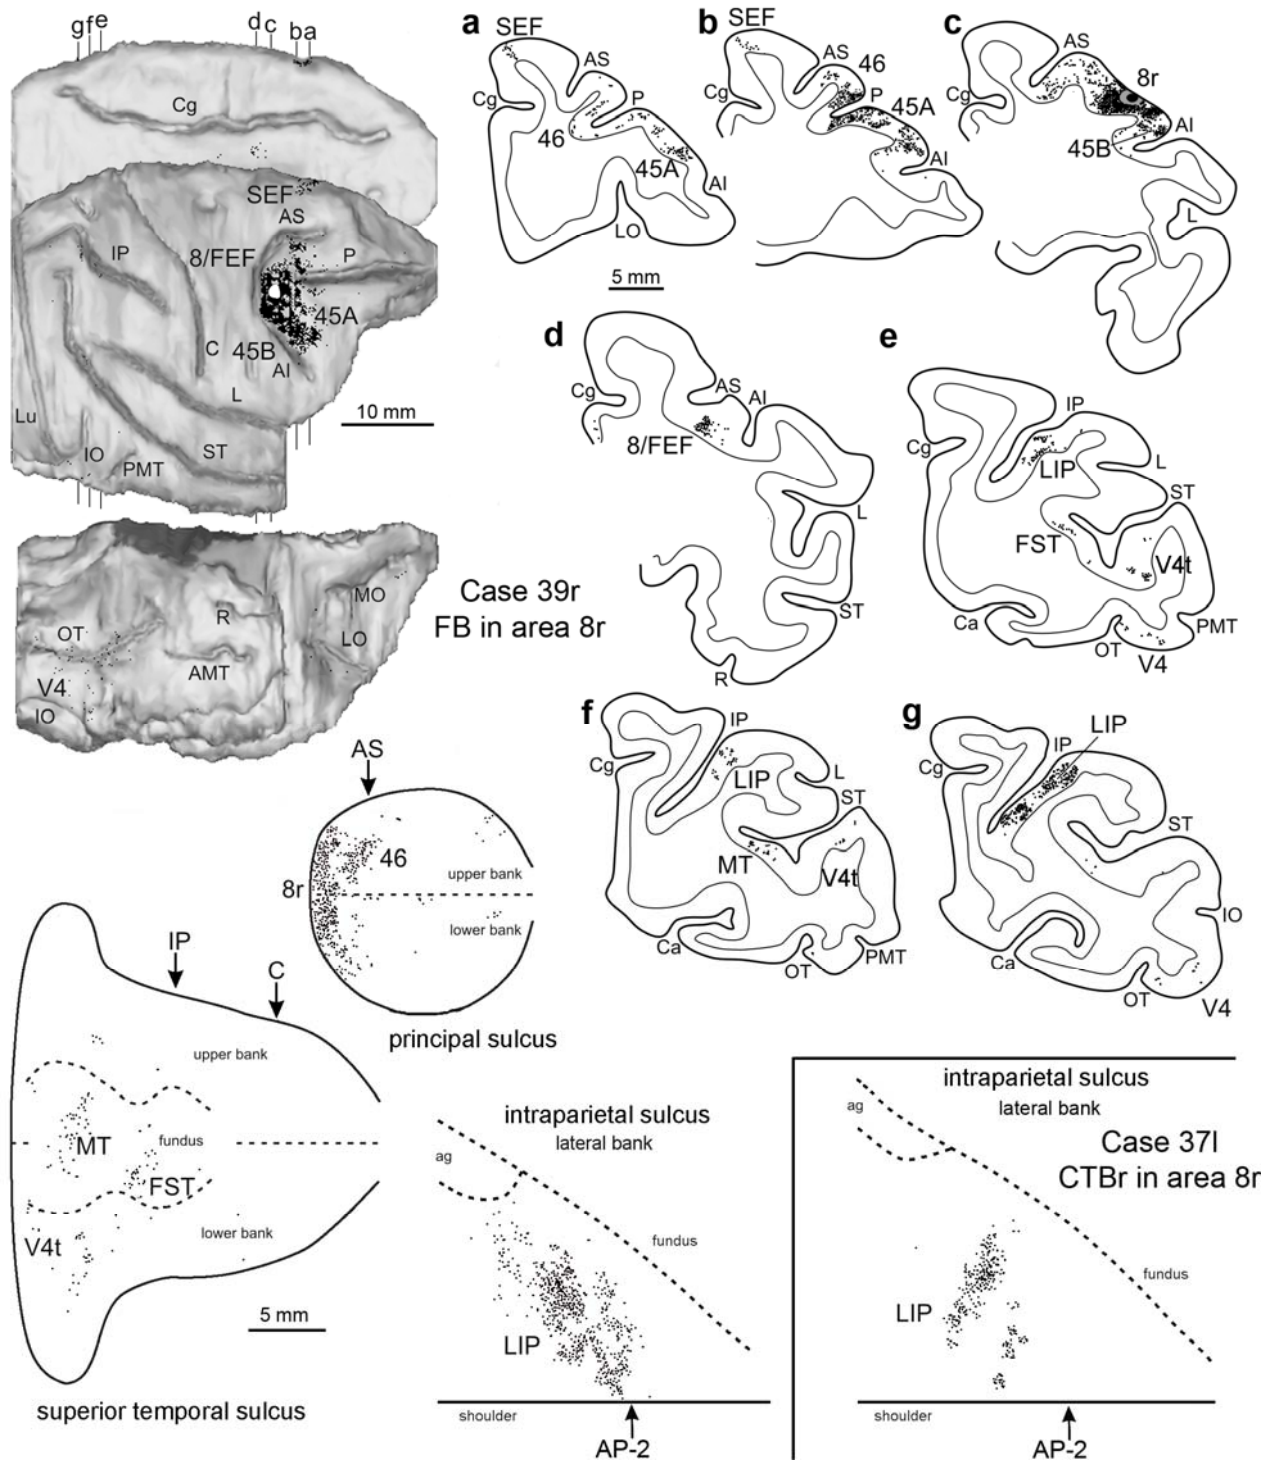 g f e d c b a
Cg
SEF
AS
8/FEF
P
IP
45A
45B
C
AI
L
Lu
IO
ST
PMT
10 mm
MO
R
OT
LO
AMT
V4
IO
Case 39r
FB in area 8r
a
SEF
AS
Cg
P
46
45A
AI
LO
5 mm
b
SEF
AS
46
Cg
P
45A
AI
c
AS
8r
Cg
AI
45B
L
d
Cg
AS
AI
8/FEF
L
ST
R
e
IP
Cg
LIP
L
ST
FST
V4t
Ca
PMT
OT
V4
f
IP
Cg
LIP
L
ST
MT
V4t
Ca
OT
PMT
g
LIP
IP
Cg
ST
IO
Ca
OT
V4
AS
46
8r
upper bank
lower bank
principal sulcus
IP
C
upper bank
MT
fundus
FST
lower bank
V4t
5 mm
superior temporal sulcus
intraparietal sulcus
lateral bank
ag
fundus
LIP
shoulder
AP-2
intraparietal sulcus
lateral bank
ag
Case 37l
CTBr in area 8r
fundus
LIP
shoulder
AP-2